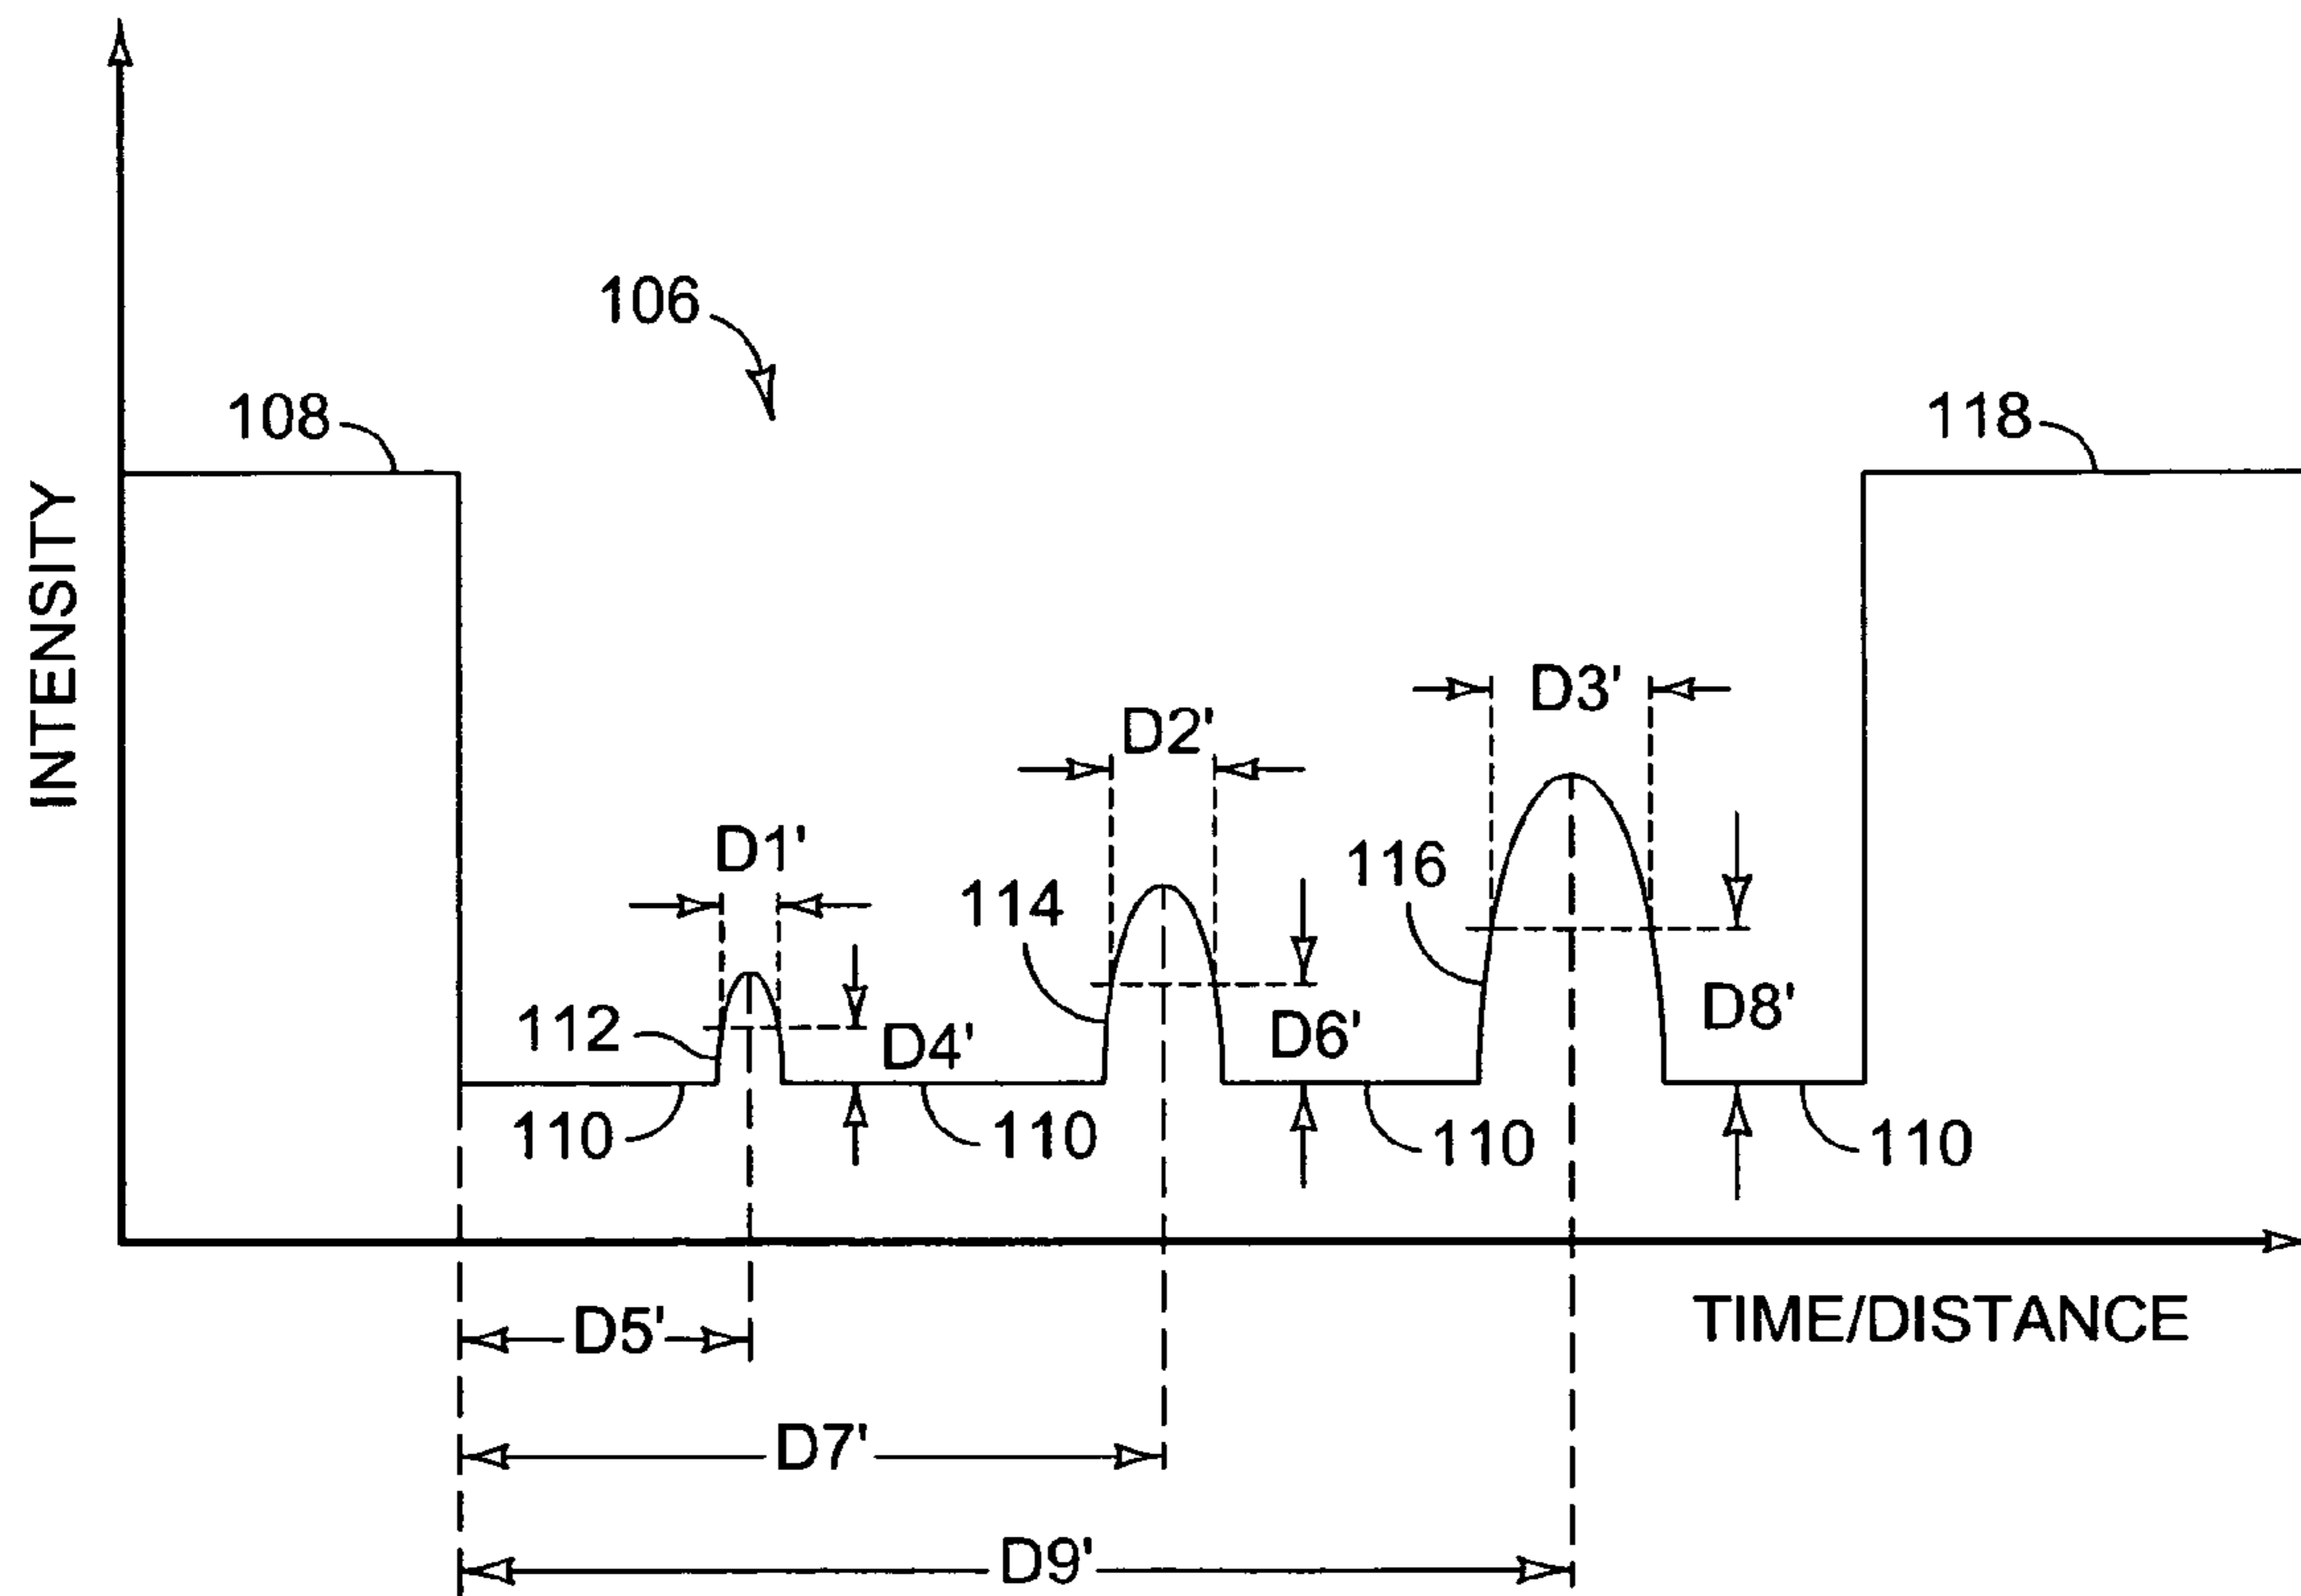 106
108
118
INTENSITY
D3'
D2'
D1'
116
114
D8'
112
D4'
D6'
110
110
110
110
TIME/DISTANCE
D5'
D7'
D9'